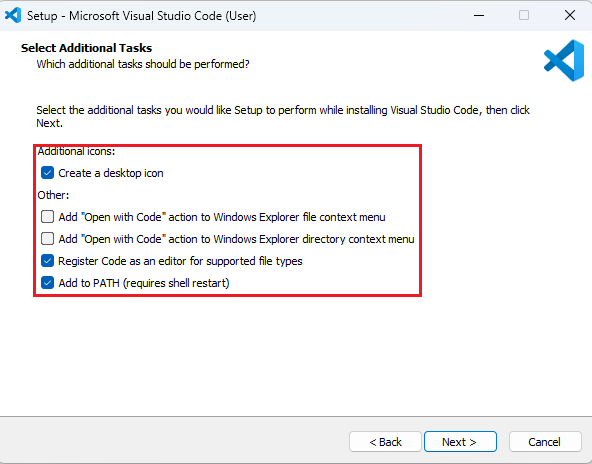 Setup - Microsoft Visual Studio Code (User)
Select Additional Tasks
Which additional tasks should be performed?
Select the additional tasks you would like Setup to perform while installing Visual Studio Code, then click
Next.
Additional icons:
Create a desktop icon
Other:
Add "Open with Code" action to Windows Explorer file context menu
Add "Open with Code" action to Windows Explorer directory context menu
Register Code as an editor for supported file types
Add to PATH (requires shell restart)
< Back Next > Cancel